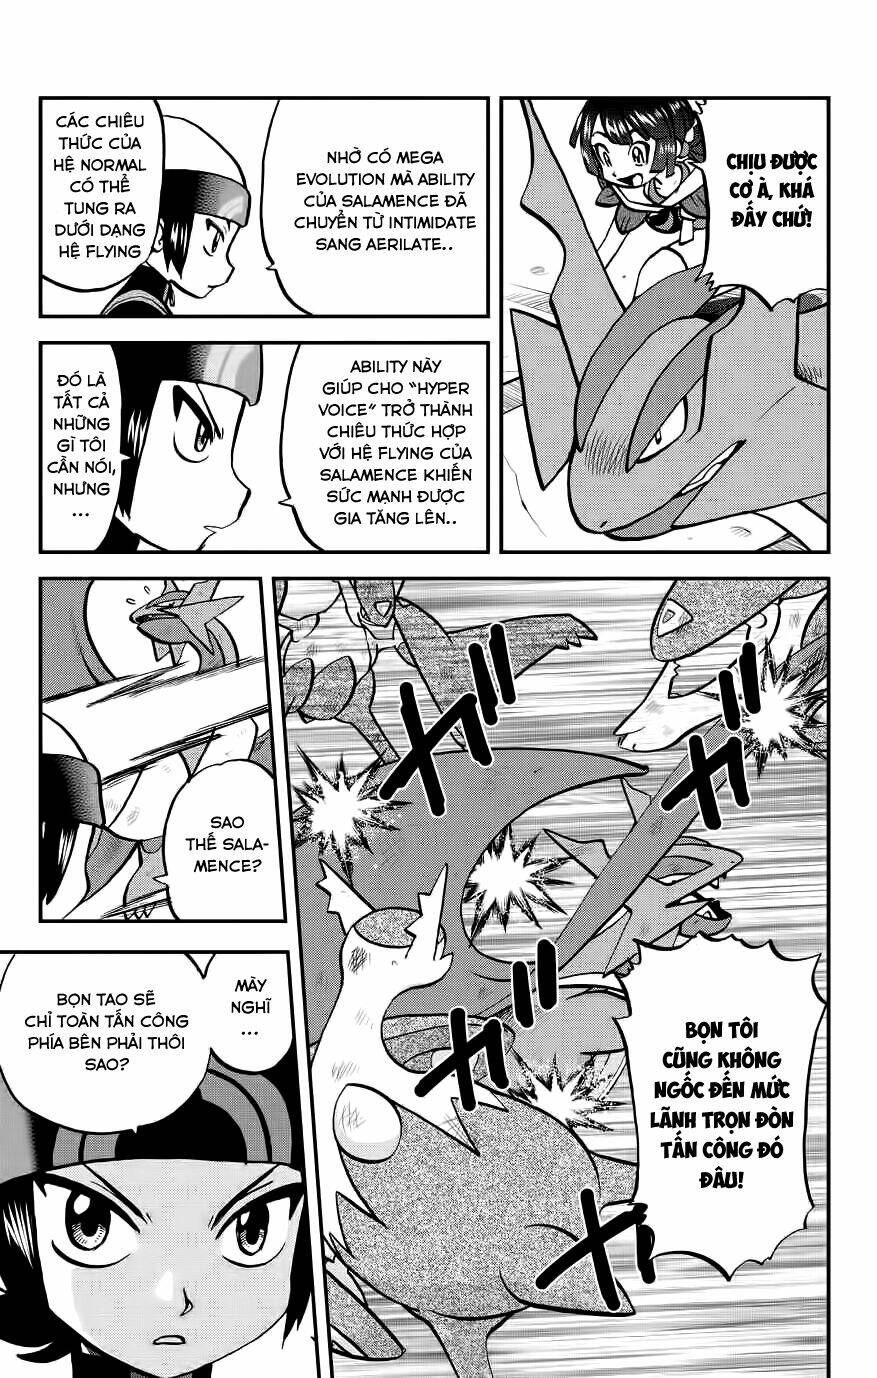 CHỊU ĐƯỢC
CƠ À, KHÁ
ĐẤY CHỨ!
NHỜ CÓ MEGA
EVOLUTION MÀ ABILITY
CỦA SALAMENCE ĐÃ
CHUYỂN TỪ INTIMIDATE
SANG AERILATE..
CÁC CHIÊU
THỨC CỦA
HỆ NORMAL
CÓ THỂ
TUNG RA
DƯỚI DẠNG
HỆ FLYING
ABILITY NÀY
GIÚP CHO "HYPER
VOICE" TRỞ THÀNH
CHIÊU THỨC HỢP
VỚI HỆ FLYING CỦA
SALAMENCE KHIẾN
SỨC MẠNH ĐƯỢC
GIA TĂNG LÊN..
ĐÓ LÀ
TẤT CẢ
NHỮNG
GÌ TÔI
CẦN NÓI,
NHƯNG
...
ガガ
ガガガ
BỌN TÔI
CŨNG KHÔNG
NGỐC ĐẾN MỨC
LÃNH TRỌN ĐÒN
TẤN CÔNG ĐÓ
ĐÂU!
SAO
THẾ SALA-
MENCE?
MÀY
NGHĨ
...
BỌN TAO SẼ
CHỈ TOÀN TẤN CÔNG
PHÍA BÊN PHẢI THÔI
SAO?